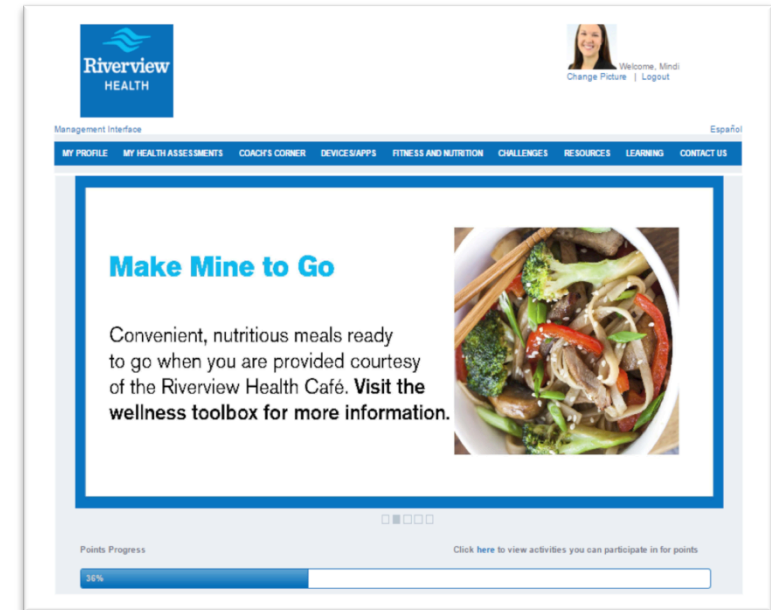 Riverview
HEALTH
Welcome, Mindi
Change Picture | Logout
Management Interface
Español
MY PROFILE MY HEALTH ASSESSMENTS COACH'S CORNER DEVICES/APPS FITNESS AND NUTRITION CHALLENGES RESOURCES LEARNING CONTACT US
Make Mine to Go
Convenient, nutritious meals ready
to go when you are provided courtesy
of the Riverview Health Café. Visit the
wellness toolbox for more information.
Points Progress
Click here to view activities you can participate in for points
36%